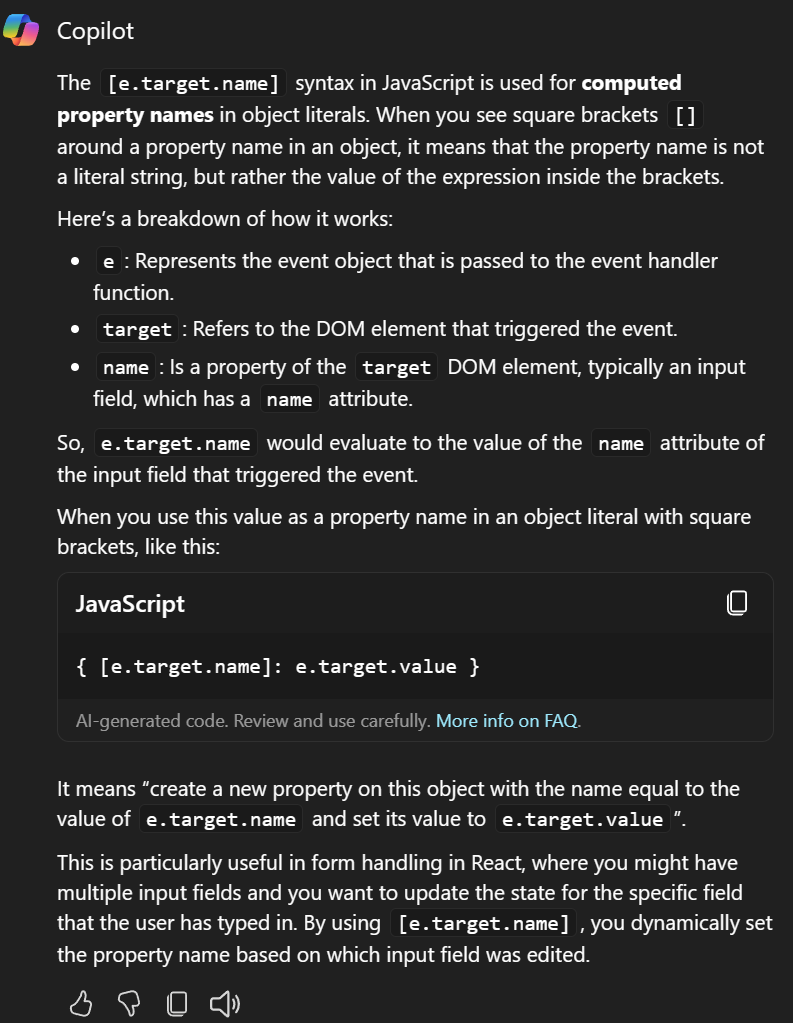 Copilot
The [e.target.name] syntax in JavaScript is used for computed
property names in object literals. When you see square brackets []
around a property name in an object, it means that the property name is not
a literal string, but rather the value of the expression inside the brackets.
Here’s a breakdown of how it works:
• e : Represents the event object that is passed to the event handler
function.
• target : Refers to the DOM element that triggered the event.
• name : Is a property of the target DOM element, typically an input
field, which has a name attribute.
So, e.target.name would evaluate to the value of the name attribute of
the input field that triggered the event.
When you use this value as a property name in an object literal with square
brackets, like this:
JavaScript
{ [e.target.name]: e.target.value }
AI-generated code. Review and use carefully. More info on FAQ.
It means “create a new property on this object with the name equal to the
value of e.target.name and set its value to e.target.value ”.
This is particularly useful in form handling in React, where you might have
multiple input fields and you want to update the state for the specific field
that the user has typed in. By using [e.target.name] , you dynamically set
the property name based on which input field was edited.